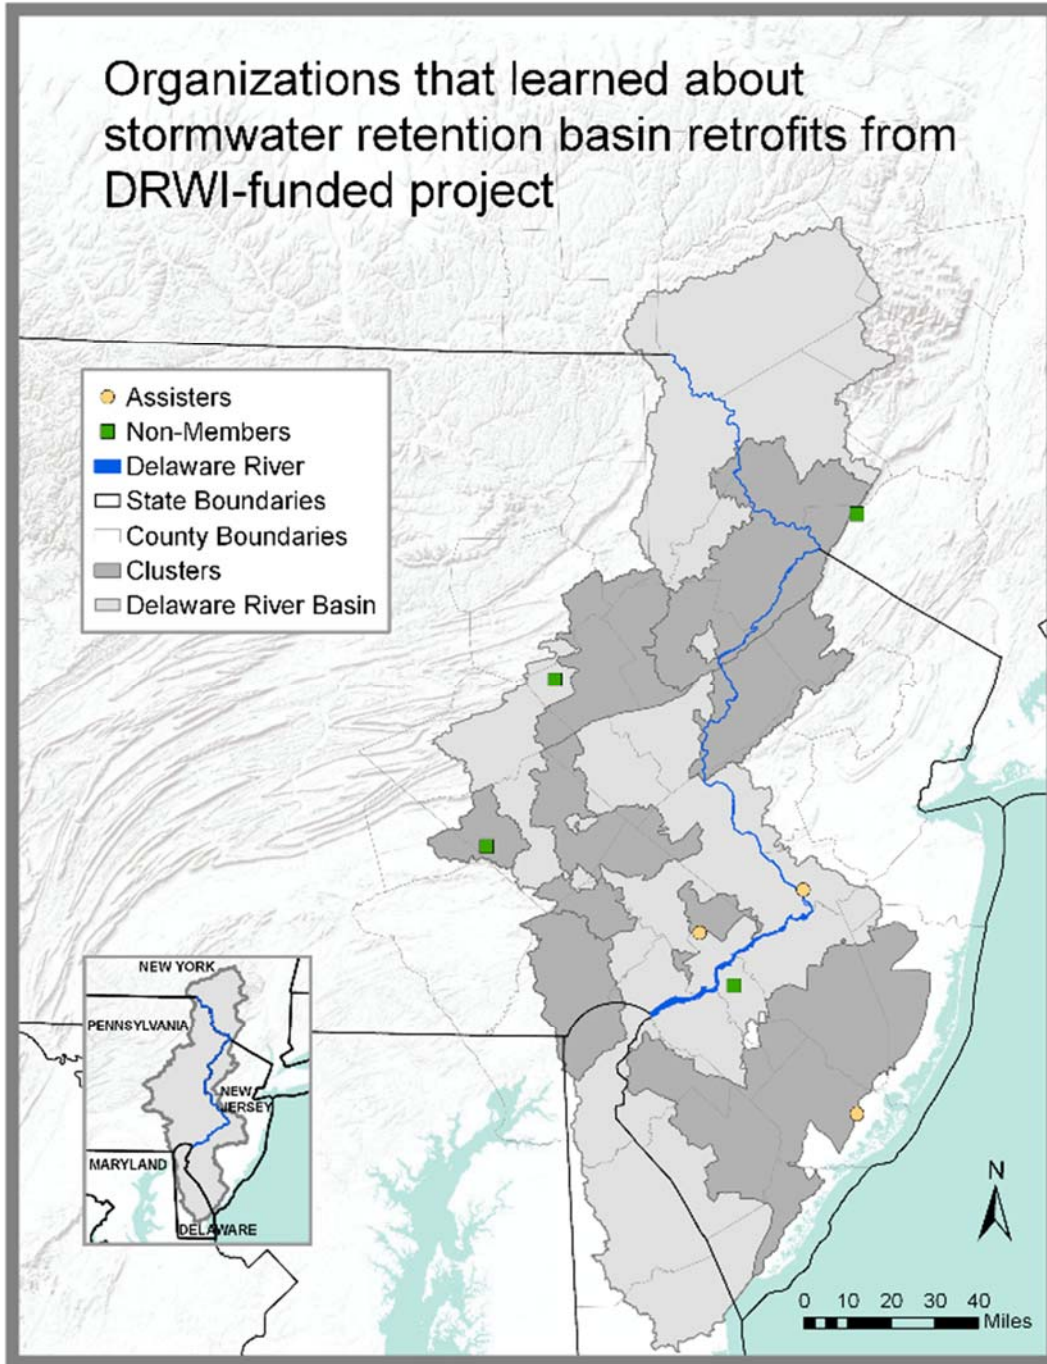 Organizations that learned about
stormwater retention basin retrofits from
DRWI-funded project
Assisters
Non-Members
Delaware River
State Boundaries
County Boundaries
Clusters
Delaware River Basin
NEW YORK
PENNSYLVANIA
NEW
JERSEY
MARYLAND
DELAWARE
N
0 10 20 30 40
Miles